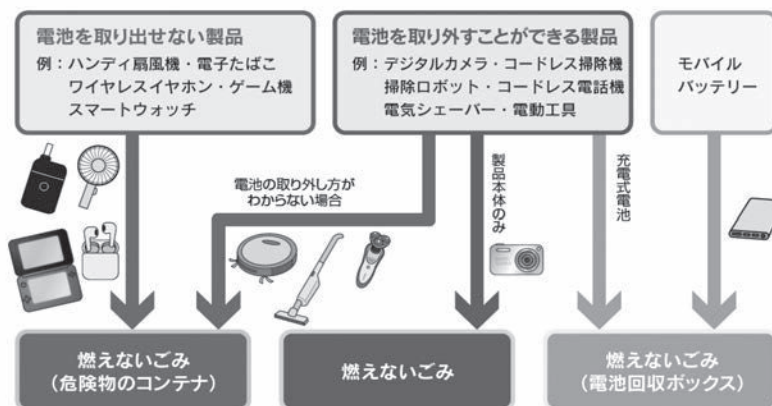 電池を取り出せない製品
例：ハンディ扇風機・電子たばこ
ワイヤレスイヤホン・ゲーム機
スマートウォッチ
電池を取り外すことができる製品
例：デジタルカメラ・コードレス掃除機
掃除ロボット・コードレス電話機
電気シェーバー・電動工具
モバイル
バッテリー
電池の取り外し方が
わからない場合
製品本体のみ
充電式電池
燃えないごみ
（危険物のコンテナ）
燃えないごみ
燃えないごみ
（電池回収ボックス）